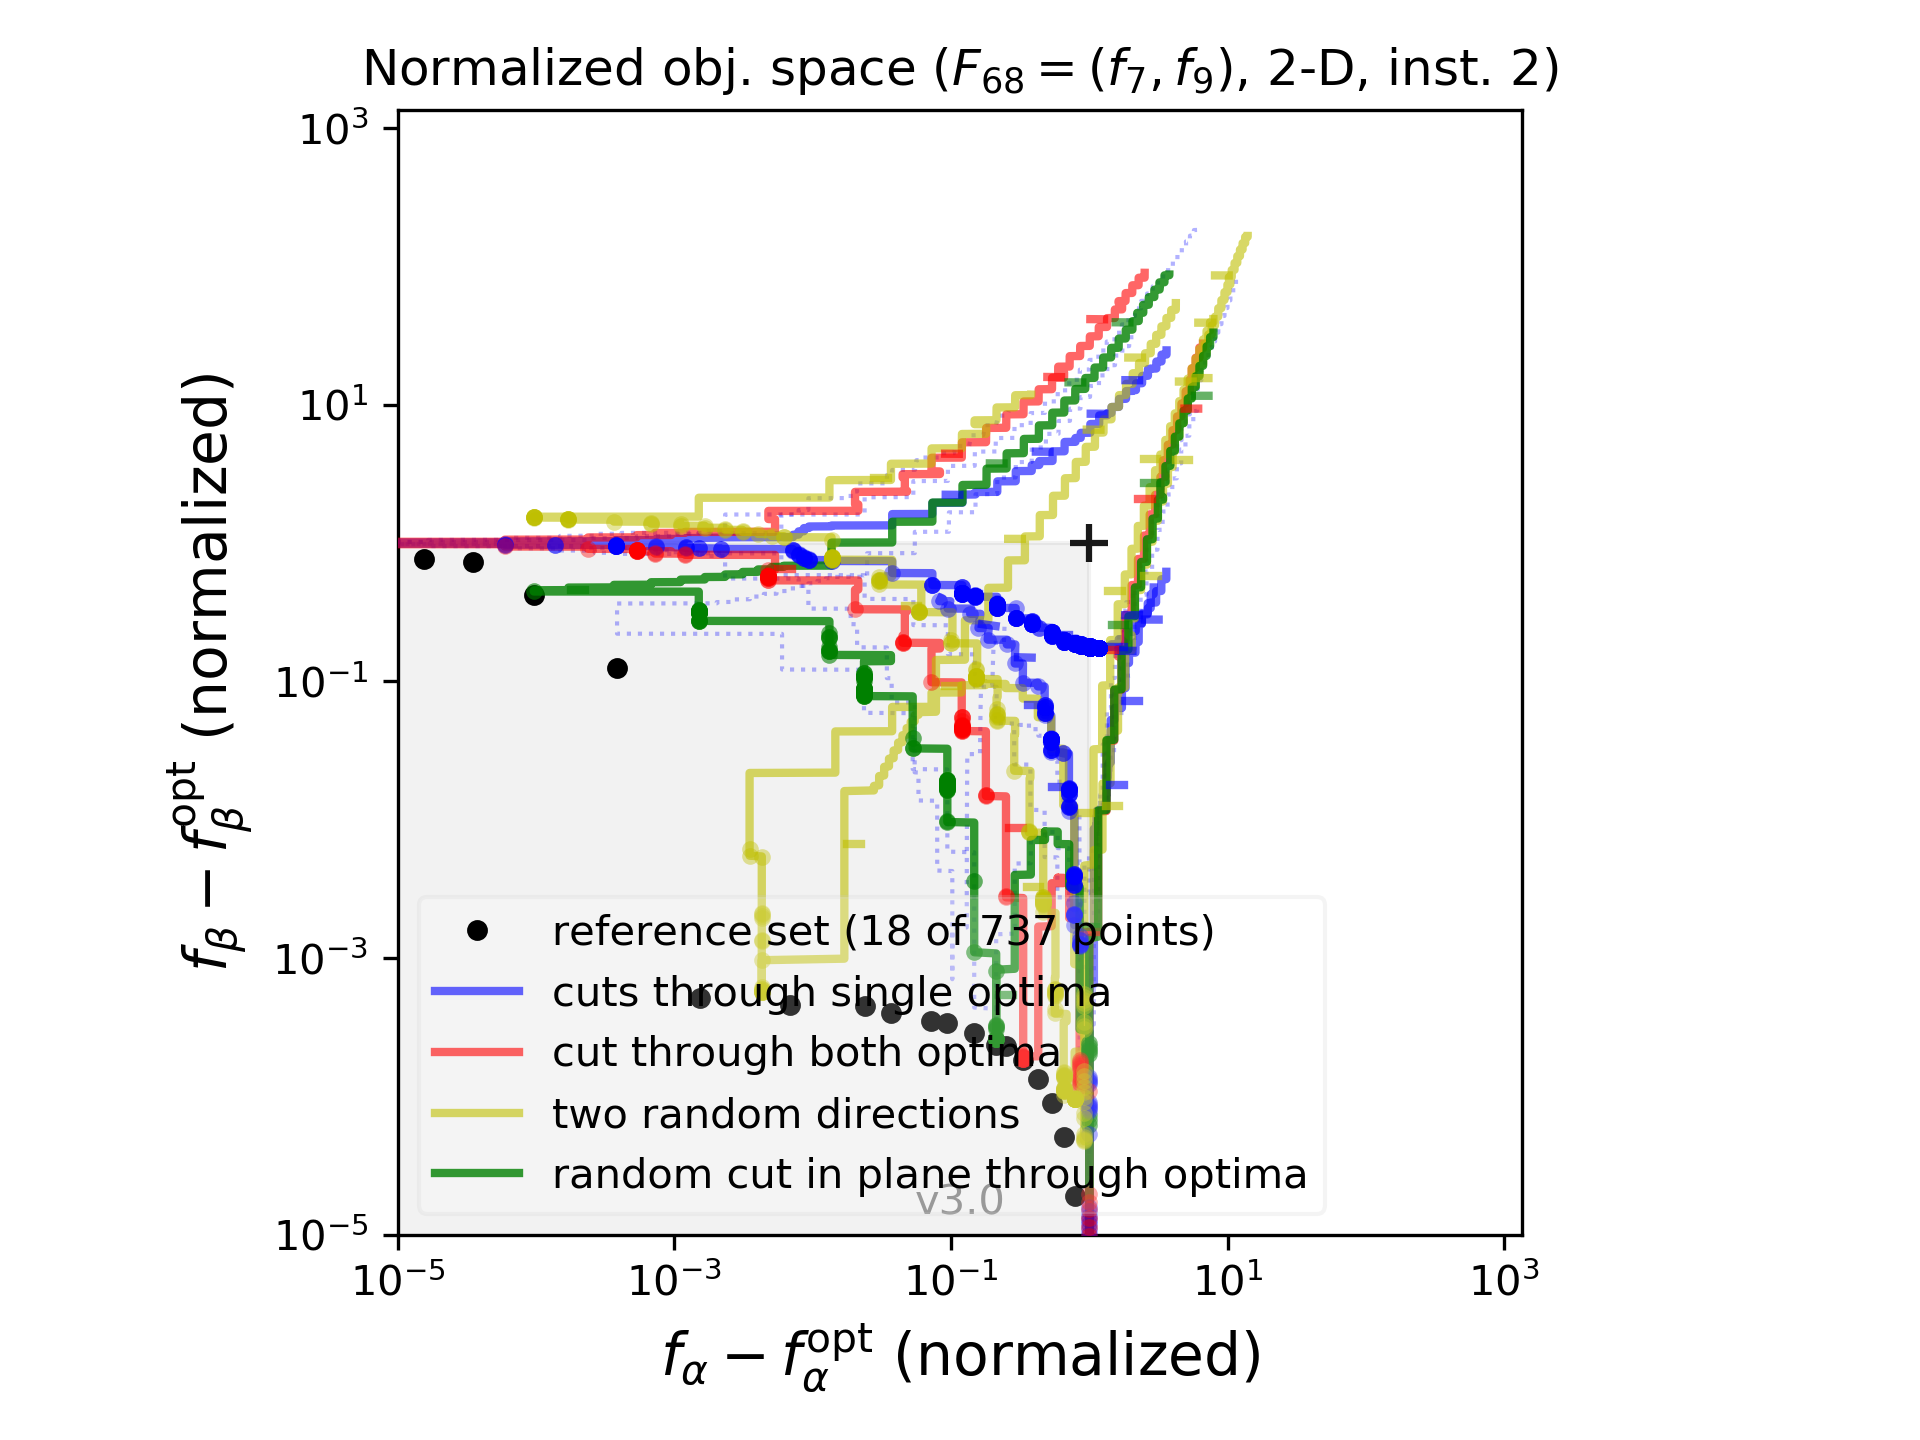 Normalized obj. space (F₆₈ = (f₇, f₉), 2-D, inst. 2)
10³
10¹
10⁻¹
10⁻³
10⁻⁵
f_β − f_β^opt (normalized)
reference set (18 of 737 points)
cuts through single optima
cut through both optima
two random directions
random cut in plane through optima
v3.0
10⁻⁵ 10⁻³ 10⁻¹ 10¹ 10³
f_α − f_α^opt (normalized)